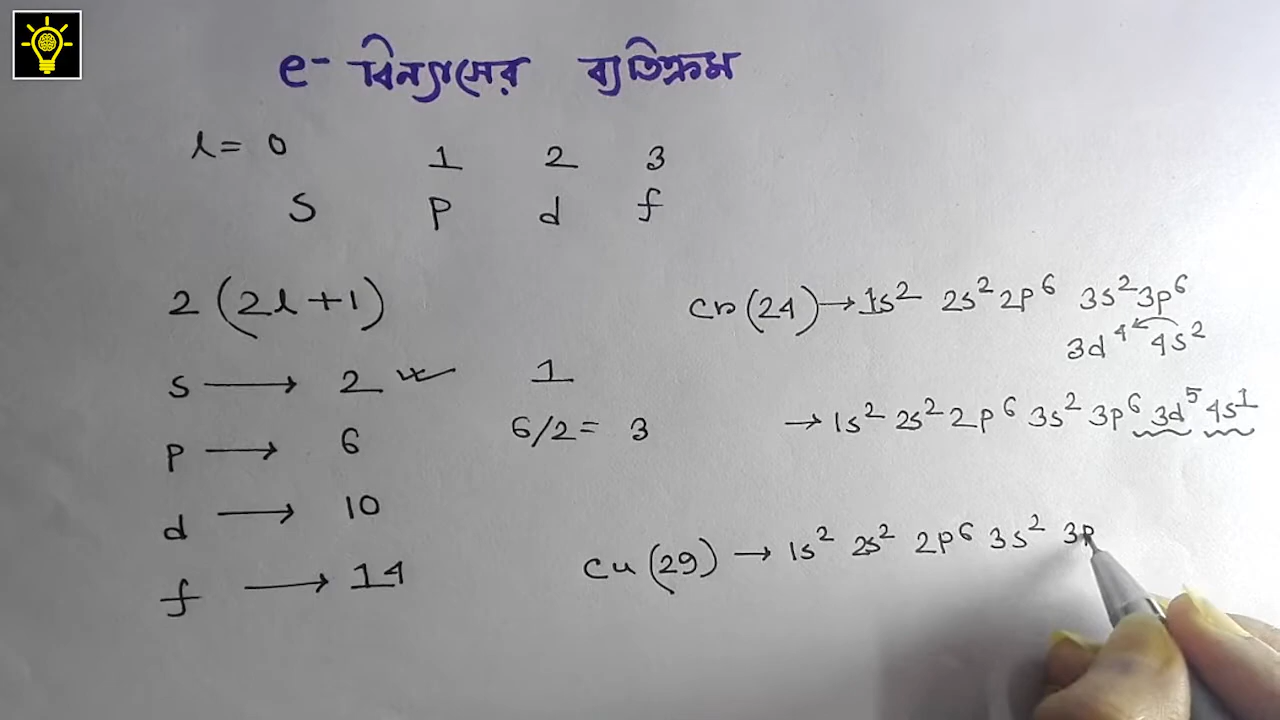 e⁻ বিন্যাসের ব্যতিক্রম
l = 0 1 2 3
s p d f
2 (2l+1)
s → 2 1
p → 6 6/2 = 3
d → 10
f → 14
Cr (24) → 1s² 2s² 2p⁶ 3s² 3p⁶
3d⁴ ← 4s²
→ 1s² 2s² 2p⁶ 3s² 3p⁶ 3d⁵ 4s¹
Cu (29) → 1s² 2s² 2p⁶ 3s² 3p